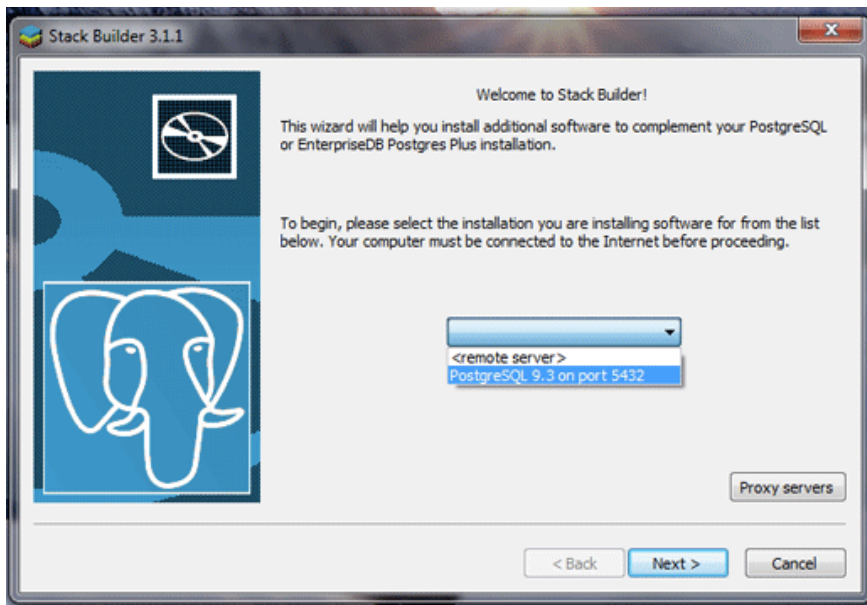 Stack Builder 3.1.1
Welcome to Stack Builder!
This wizard will help you install additional software to complement your PostgreSQL
or EnterpriseDB Postgres Plus installation.
To begin, please select the installation you are installing software for from the list
below. Your computer must be connected to the Internet before proceeding.
<remote server>
PostgreSQL 9.3 on port 5432
Proxy servers
< Back Next > Cancel